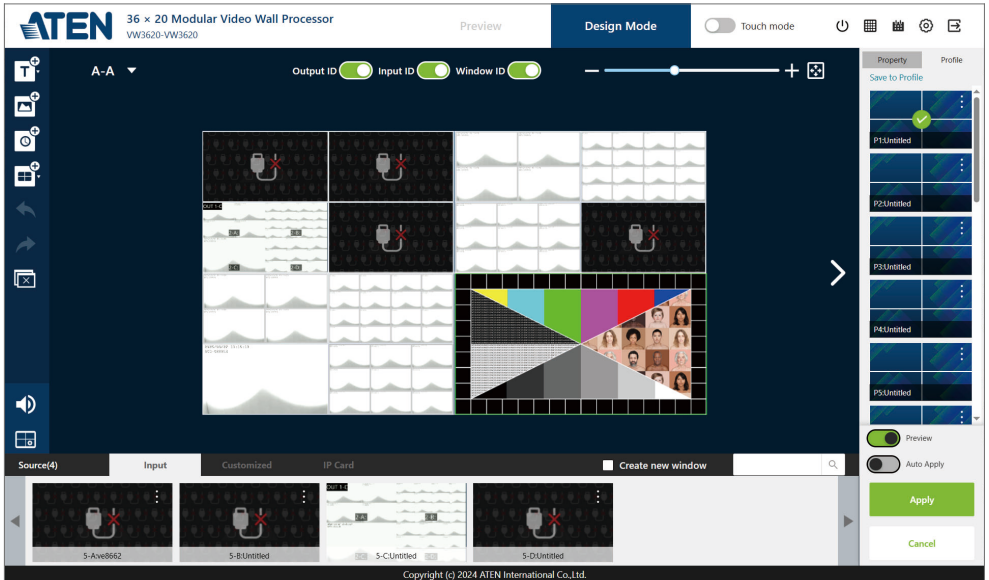 ATEN
36 × 20 Modular Video Wall Processor
VW3620-VW3620
Preview
Design Mode
Touch mode
A-A
Output ID
Input ID
Window ID
Property
Profile
Save to Profile
P1:Untitled
P2:Untitled
P3:Untitled
P4:Untitled
P5:Untitled
OUT 1-C
Preview
Auto Apply
Apply
Cancel
Source(4)
Input
Customized
IP Card
Create new window
OUT 1-C
5-A:ve8662
5-B:Untitled
5-C:Untitled
5-D:Untitled
Copyright (c) 2024 ATEN International Co.,Ltd.